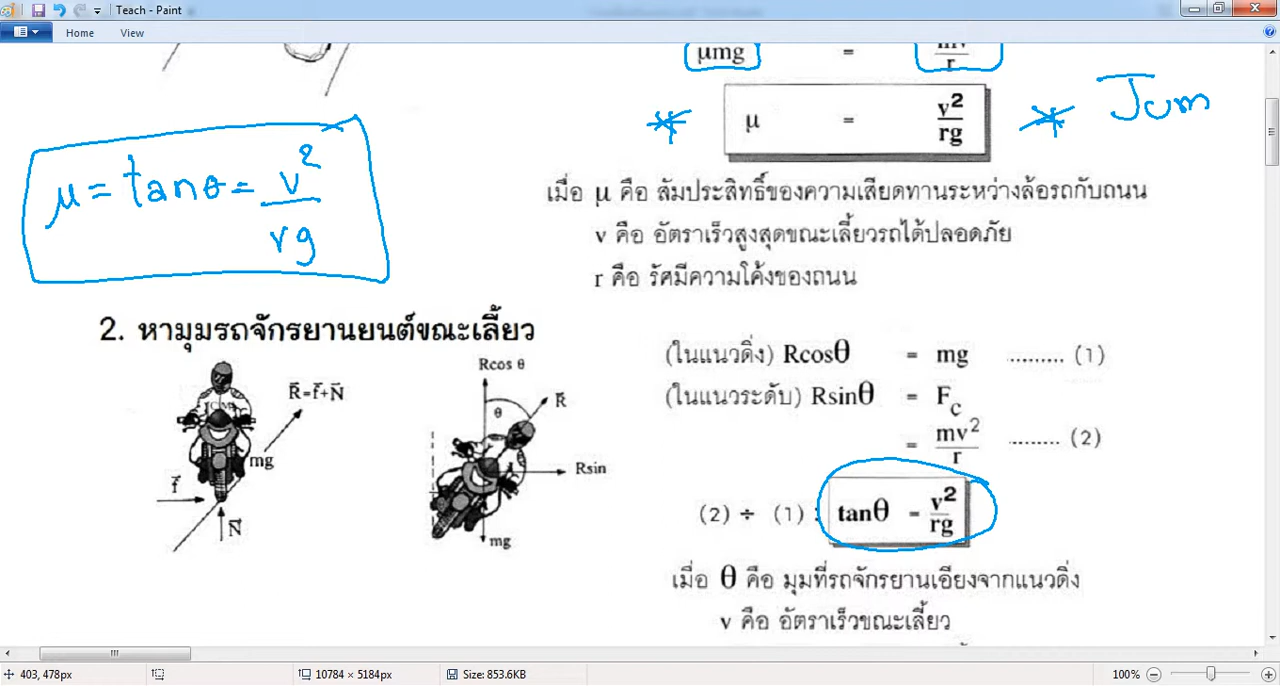 Teach - Paint
Home View
μmg = mv
r
μ = v²
rg
Jum
μ = tanθ = v²
rg
เมื่อ μ คือ สัมประสิทธิ์ของความเสียดทานระหว่างล้อรถกับถนน
v คือ อัตราเร็วสูงสุดขณะเลี้ยวรถได้ปลอดภัย
r คือ รัศมีความโค้งของถนน
2. หามุมรถจักรยานยนต์ขณะเลี้ยว
R⃗=f⃗+N⃗
mg
f⃗
N⃗
Rcos θ
θ
R⃗
Rsin
mg
(ในแนวดิ่ง) Rcosθ = mg .......... (1)
(ในแนวระดับ) Rsinθ = Fc
= mv²
r ......... (2)
(2) ÷ (1) : tanθ = v²
rg
เมื่อ θ คือ มุมที่รถจักรยานเอียงจากแนวดิ่ง
v คือ อัตราเร็วขณะเลี้ยว
403, 478px 10784 × 5184px Size: 853.6KB 100%